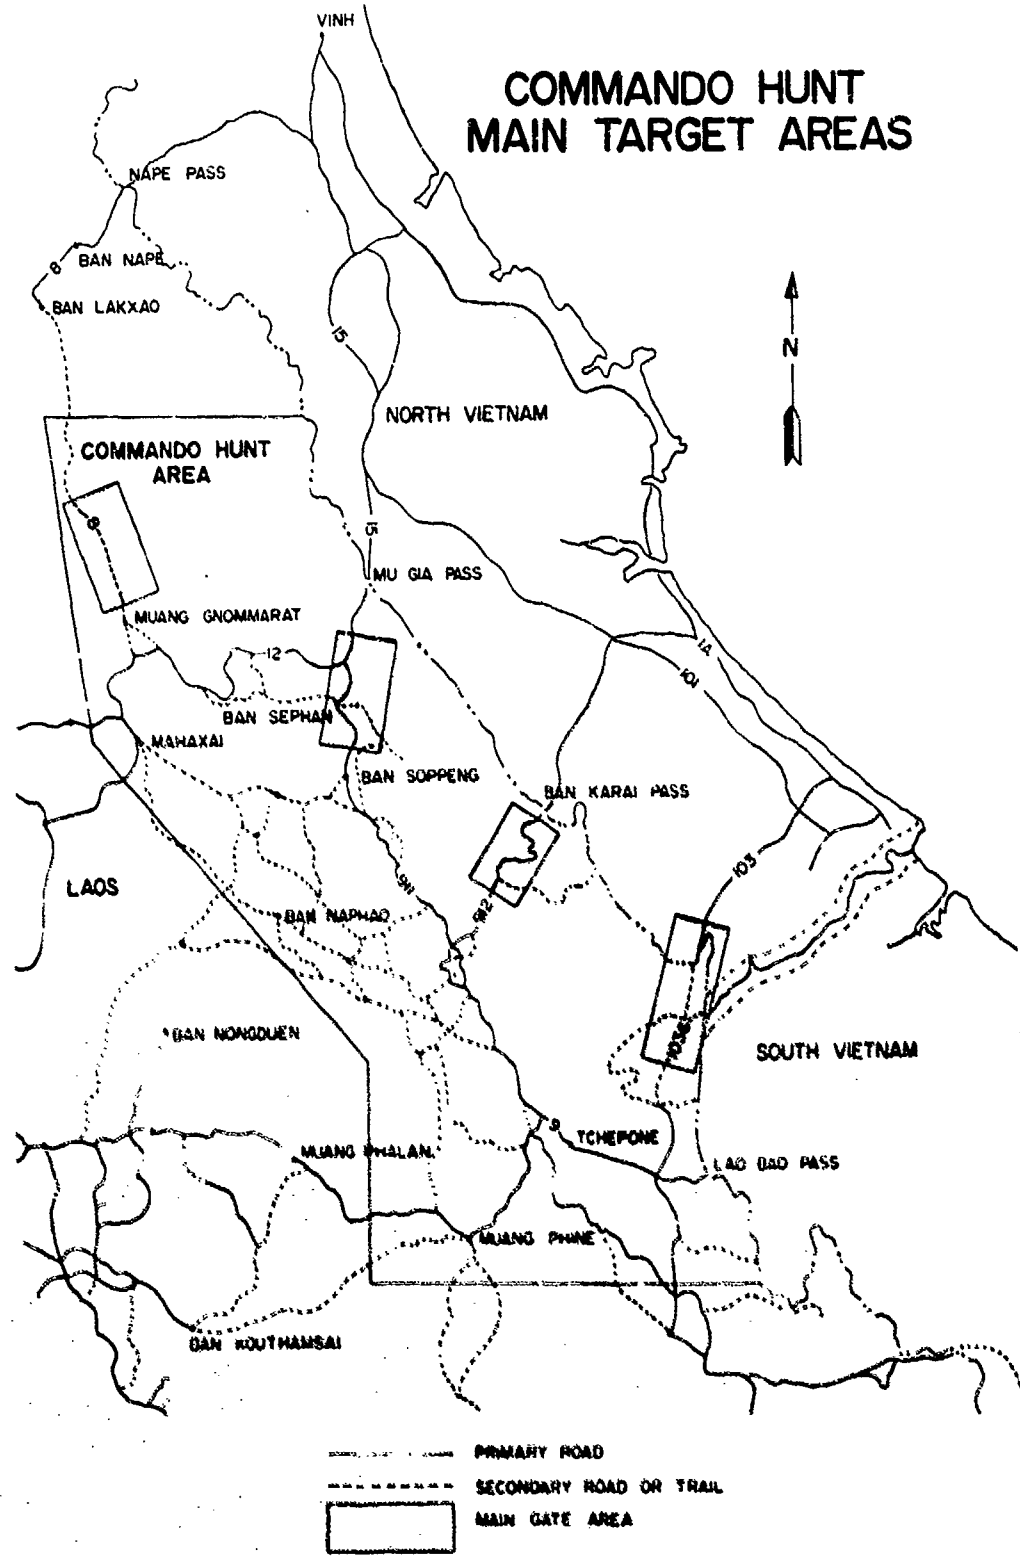 VINH
COMMANDO HUNT
MAIN TARGET AREAS
NAPE PASS
8
BAN NAPE
BAN LAKXAO
15
N
NORTH VIETNAM
COMMANDO HUNT
AREA
8
15
MU GIA PASS
MUANG GNOMMARAT
12
1A
101
BAN SEPHAN
MAHAXAI
BAN SOPPENG
BAN KARAI PASS
103
LAOS
911
912
BAN NAPHAO
BAN NONGDUEN
1036
SOUTH VIETNAM
9
TCHEPONE
MUANG PHALAN
LAO BAO PASS
MUANG PHINE
BAN KOUTHAMSAI
PRIMARY ROAD
SECONDARY ROAD OR TRAIL
MAIN GATE AREA